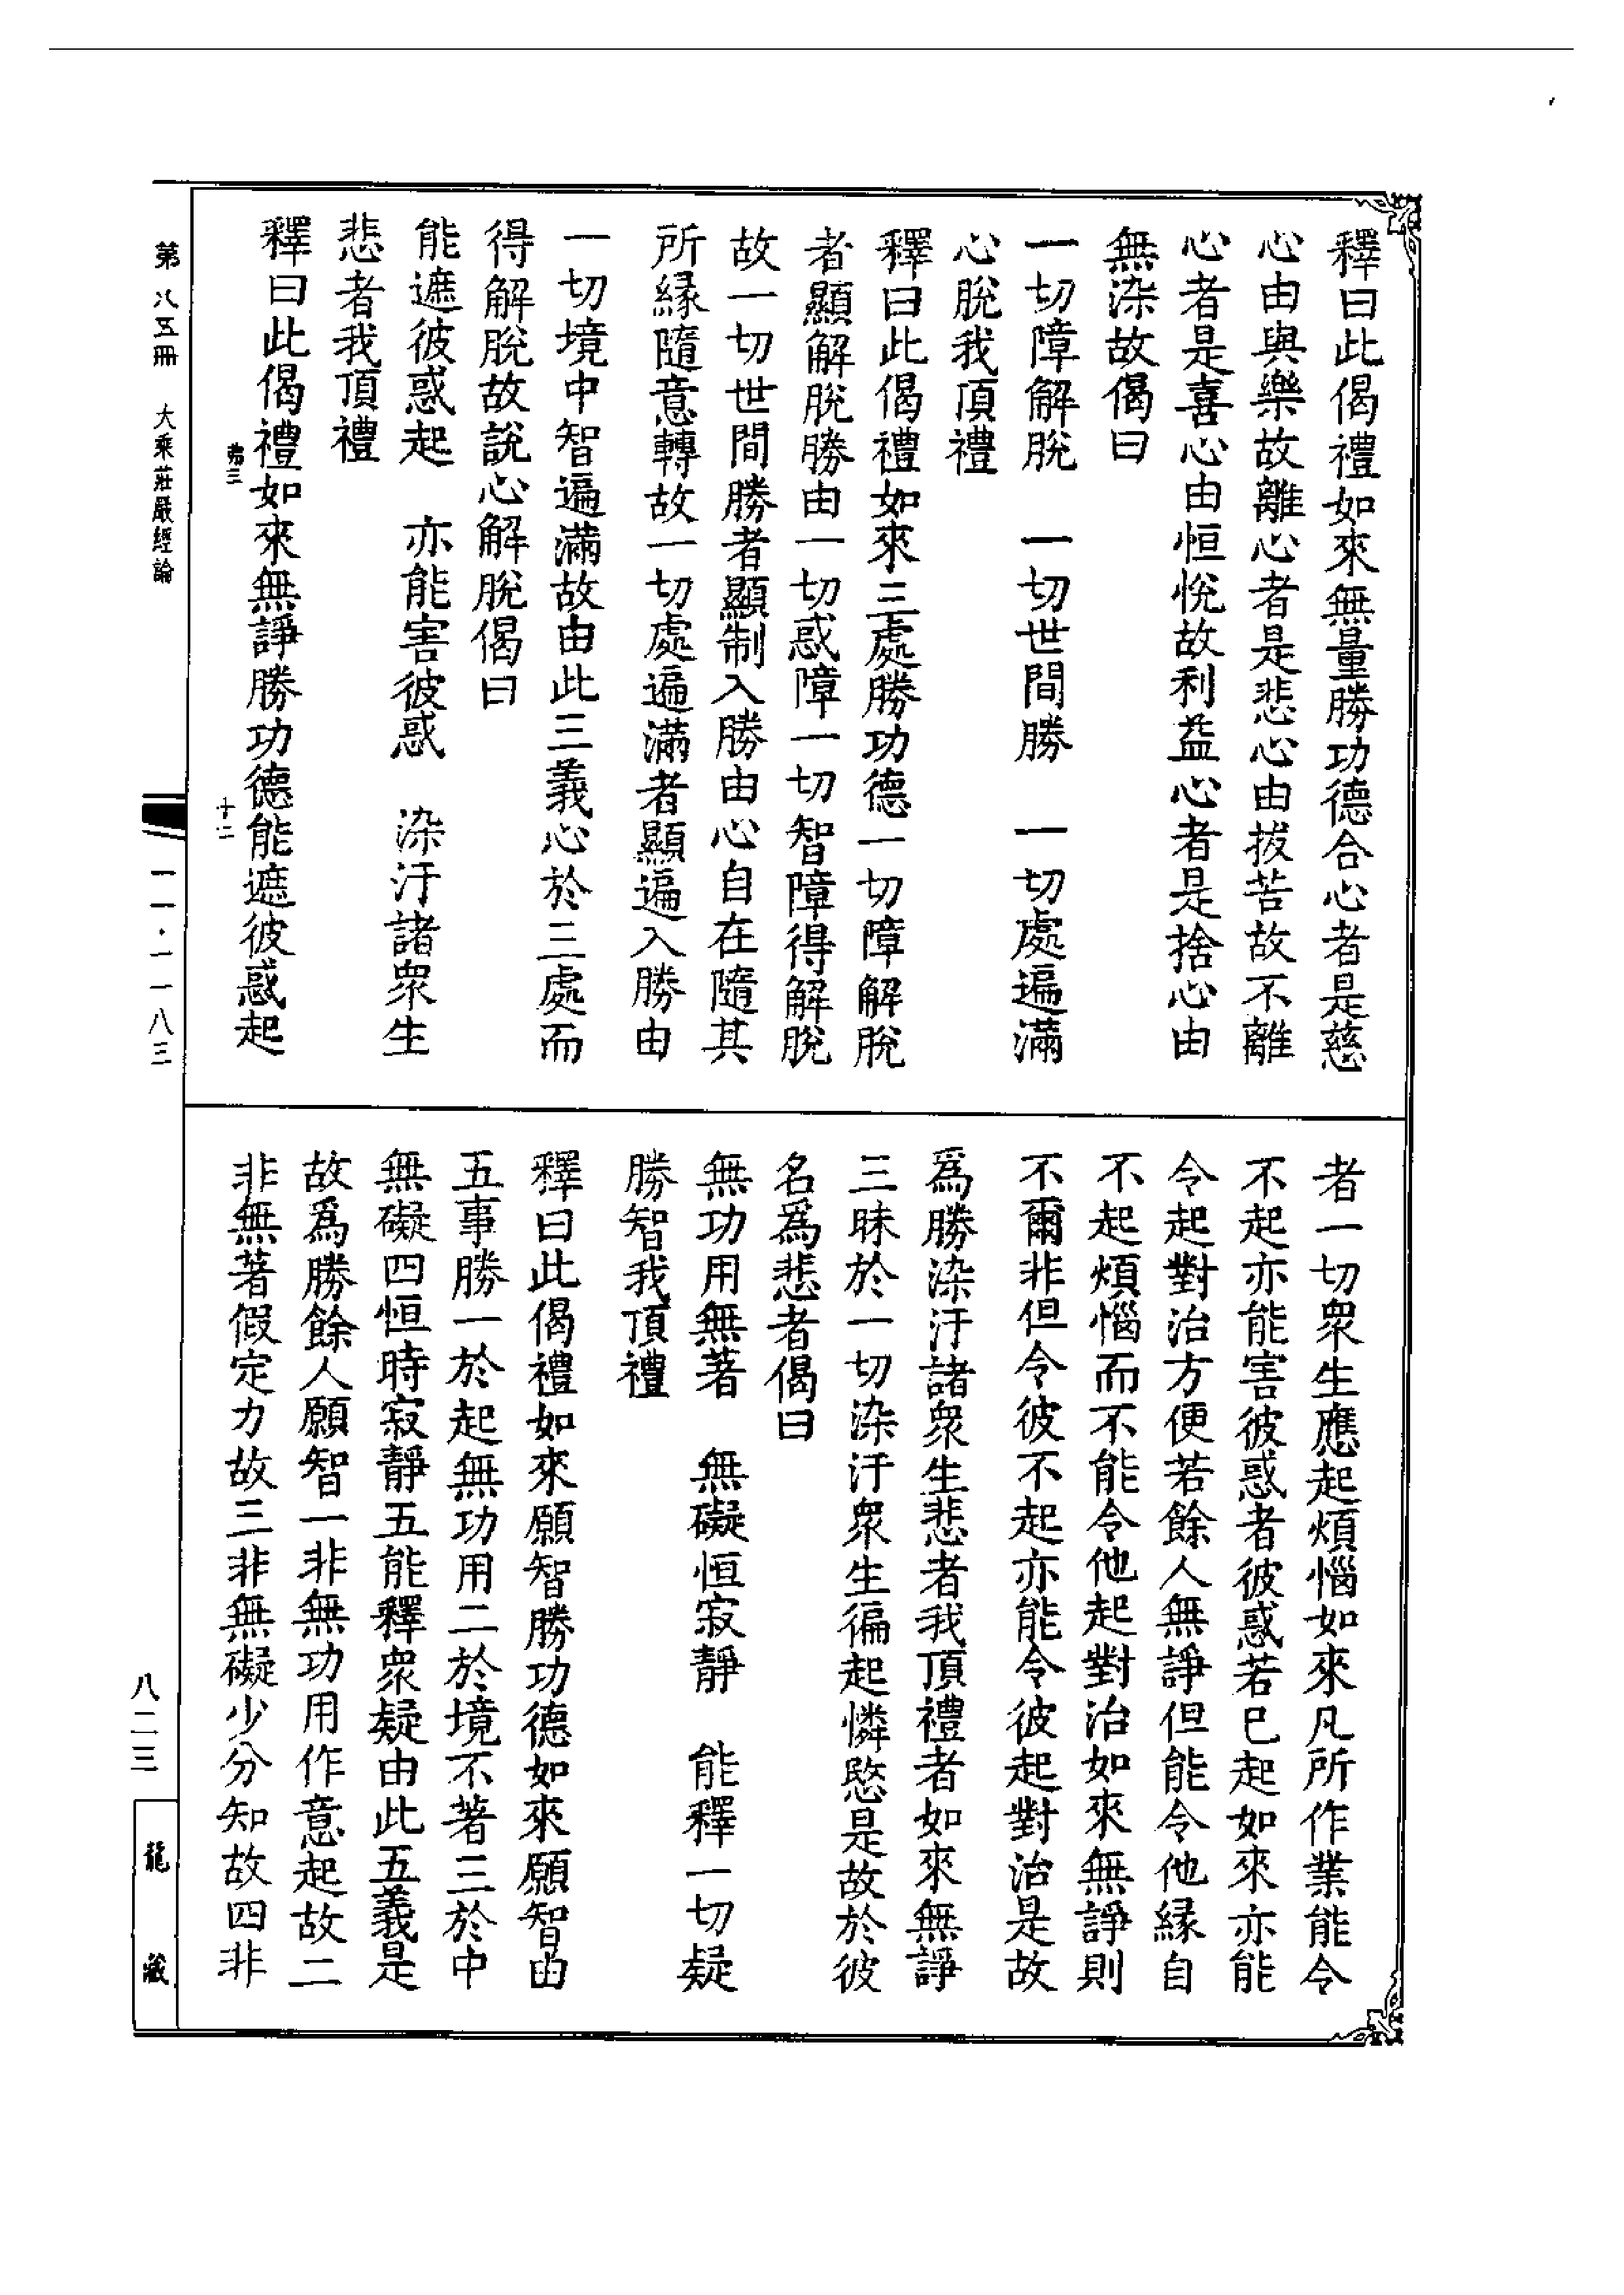 釋曰此偈禮如來無量勝功德合心者是慈
心由與樂故離心者是悲心由拔苦故不離
心者是喜心由恒悅故利益心者是捨心由
無染故偈曰
一切障解脫　一切世間勝　一切處遍滿
心脫我頂禮
釋曰此偈禮如來三處勝功德一切障解脫
者顯解脫勝由一切惑障一切智障得解脫
故一切世間勝者顯制入勝由心自在隨其
所緣隨意轉故一切處遍滿者顯遍入勝由
一切境中智遍滿故由此三義心於三處而
得解脫故說心解脫偈曰
能遮彼惑起　亦能害彼惑　染汙諸衆生
悲者我頂禮
釋曰此偈禮如來無諍勝功德能遮彼惑起
弗三
十二
第八五冊　大乘莊嚴經論
一一·一一八三
者一切衆生應起煩惱如來凡所作業能令
不起亦能害彼惑者彼惑若已起如來亦能
令起對治方便若餘人無諍但能令他緣自
不起煩惱而不能令他起對治如來無諍則
不爾非但令彼不起亦能令彼起對治是故
爲勝染汙諸衆生悲者我頂禮者如來無諍
三昧於一切染汙衆生徧起憐愍是故於彼
名爲悲者偈曰
無功用無著　無礙恒寂靜　能釋一切疑
勝智我頂禮
釋曰此偈禮如來願智勝功德如來願智由
五事勝一於起無功用二於境不著三於中
無礙四恒時寂靜五能釋衆疑由此五義是
故爲勝餘人願智一非無功用作意起故二
非無著假定力故三非無礙少分知故四非
八二三
龍藏